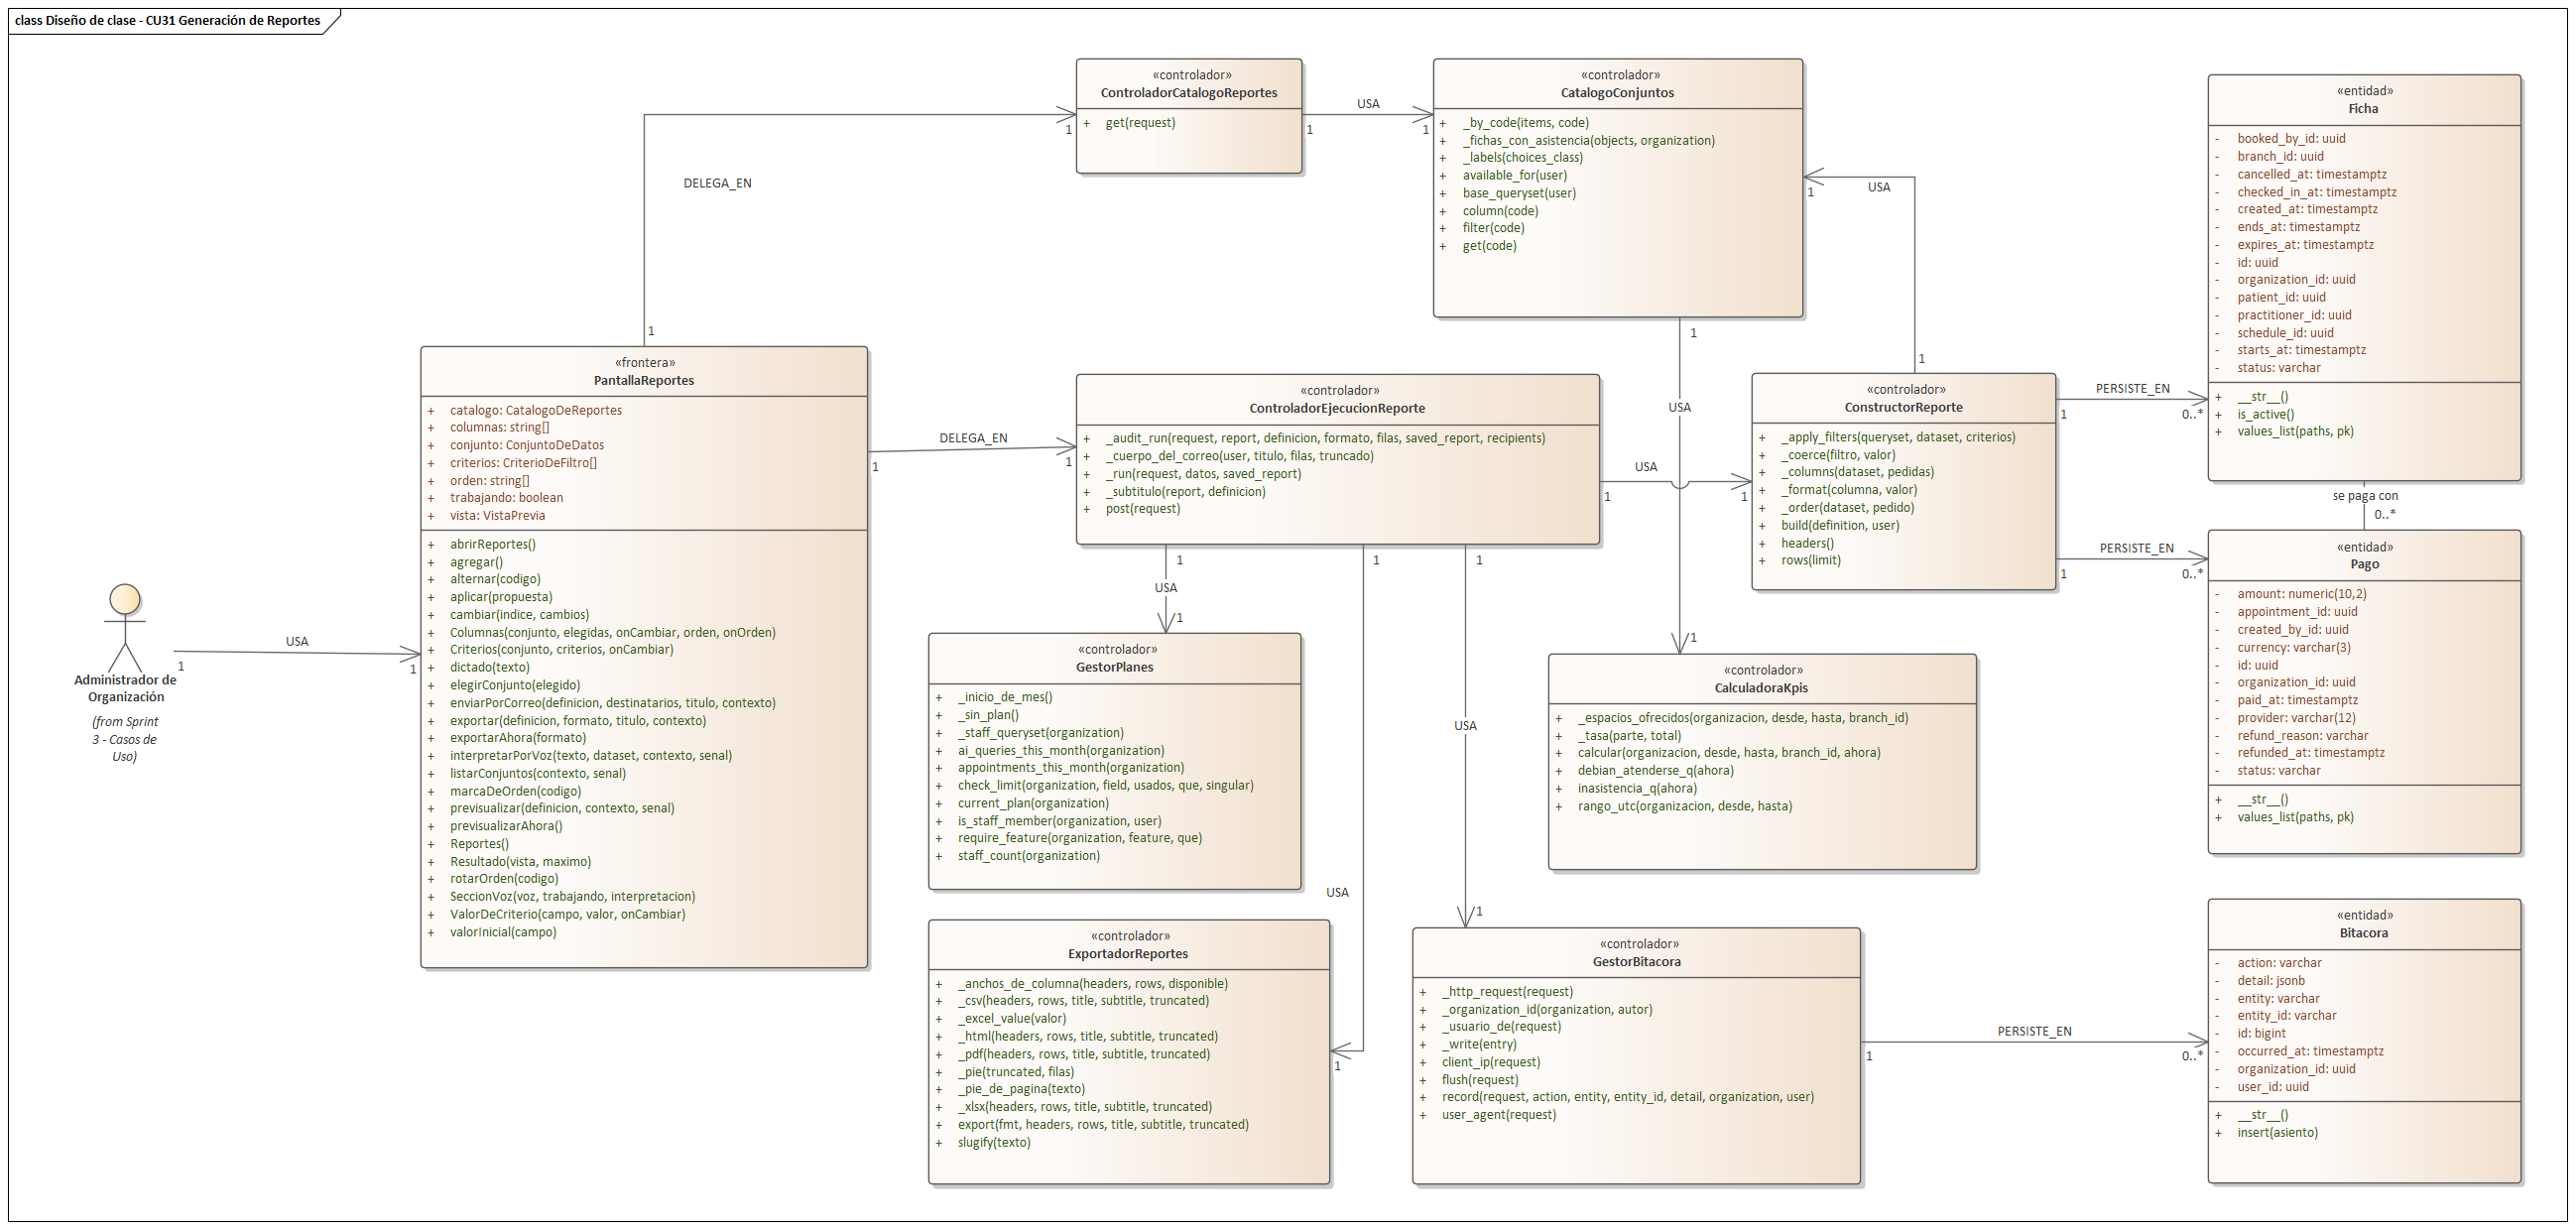 class Diseño de clase - CU31 Generación de Reportes
«controlador»
ControladorCatalogoReportes
+ get(request)
USA
1
1
1
DELEGA_EN
1
«controlador»
CatalogoConjuntos
+ _by_code(items, code)
+ _fichas_con_asistencia(objects, organization)
+ _labels(choices_class)
+ available_for(user)
+ base_queryset(user)
+ column(code)
+ filter(code)
+ get(code)
1
USA
1
1
USA
1
«entidad»
Ficha
- booked_by_id: uuid
- branch_id: uuid
- cancelled_at: timestamptz
- checked_in_at: timestamptz
- created_at: timestamptz
- ends_at: timestamptz
- expires_at: timestamptz
- id: uuid
- organization_id: uuid
- patient_id: uuid
- practitioner_id: uuid
- schedule_id: uuid
- starts_at: timestamptz
- status: varchar
+ __str__()
+ is_active()
+ values_list(paths, pk)
se paga con
0..*
«frontera»
PantallaReportes
+ catalogo: CatalogoDeReportes
+ columnas: string[]
+ conjunto: ConjuntoDeDatos
+ criterios: CriterioDeFiltro[]
+ orden: string[]
+ trabajando: boolean
+ vista: VistaPrevia
+ abrirReportes()
+ agregar()
+ alternar(codigo)
+ aplicar(propuesta)
+ cambiar(indice, cambios)
+ Columnas(conjunto, elegidas, onCambiar, orden, onOrden)
+ Criterios(conjunto, criterios, onCambiar)
+ dictado(texto)
+ elegirConjunto(elegido)
+ enviarPorCorreo(definicion, destinatarios, titulo, contexto)
+ exportar(definicion, formato, titulo, contexto)
+ exportarAhora(formato)
+ interpretarPorVoz(texto, dataset, contexto, senal)
+ listarConjuntos(contexto, senal)
+ marcaDeOrden(codigo)
+ previsualizar(definicion, contexto, senal)
+ previsualizarAhora()
+ Reportes()
+ Resultado(vista, maximo)
+ rotarOrden(codigo)
+ SeccionVoz(voz, trabajando, interpretacion)
+ ValorDeCriterio(campo, valor, onCambiar)
+ valorInicial(campo)
DELEGA_EN
1
1
«controlador»
ControladorEjecucionReporte
+ _audit_run(request, report, definicion, formato, filas, saved_report, recipients)
+ _cuerpo_del_correo(user, titulo, filas, truncado)
+ _run(request, datos, saved_report)
+ _subtitulo(report, definicion)
+ post(request)
USA
1
1
«controlador»
ConstructorReporte
+ _apply_filters(queryset, dataset, criterios)
+ _coerce(filtro, valor)
+ _columns(dataset, pedidas)
+ _format(columna, valor)
+ _order(dataset, pedido)
+ build(definition, user)
+ headers()
+ rows(limit)
PERSISTE_EN
1
0..*
PERSISTE_EN
1
0..*
«entidad»
Pago
- amount: numeric(10,2)
- appointment_id: uuid
- created_by_id: uuid
- currency: varchar(3)
- id: uuid
- organization_id: uuid
- paid_at: timestamptz
- provider: varchar(12)
- refund_reason: varchar
- refunded_at: timestamptz
- status: varchar
+ __str__()
+ values_list(paths, pk)
Administrador de
Organización
(from Sprint
3 - Casos de
Uso)
USA
1
1
1
USA
1
1
USA
1
1
USA
1
«controlador»
GestorPlanes
+ _inicio_de_mes()
+ _sin_plan()
+ _staff_queryset(organization)
+ ai_queries_this_month(organization)
+ appointments_this_month(organization)
+ check_limit(organization, field, usados, que, singular)
+ current_plan(organization)
+ is_staff_member(organization, user)
+ require_feature(organization, feature, que)
+ staff_count(organization)
«controlador»
CalculadoraKpis
+ _espacios_ofrecidos(organizacion, desde, hasta, branch_id)
+ _tasa(parte, total)
+ calcular(organizacion, desde, hasta, branch_id, ahora)
+ debian_atenderse_q(ahora)
+ inasistencia_q(ahora)
+ rango_utc(organizacion, desde, hasta)
«controlador»
ExportadorReportes
+ _anchos_de_columna(headers, rows, disponible)
+ _csv(headers, rows, title, subtitle, truncated)
+ _excel_value(valor)
+ _html(headers, rows, title, subtitle, truncated)
+ _pdf(headers, rows, title, subtitle, truncated)
+ _pie(truncated, filas)
+ _pie_de_pagina(texto)
+ _xlsx(headers, rows, title, subtitle, truncated)
+ export(fmt, headers, rows, title, subtitle, truncated)
+ slugify(texto)
«controlador»
GestorBitacora
+ _http_request(request)
+ _organization_id(organization, autor)
+ _usuario_de(request)
+ _write(entry)
+ client_ip(request)
+ flush(request)
+ record(request, action, entity, entity_id, detail, organization, user)
+ user_agent(request)
PERSISTE_EN
1
0..*
«entidad»
Bitacora
- action: varchar
- detail: jsonb
- entity: varchar
- entity_id: varchar
- id: bigint
- occurred_at: timestamptz
- organization_id: uuid
- user_id: uuid
+ __str__()
+ insert(asiento)